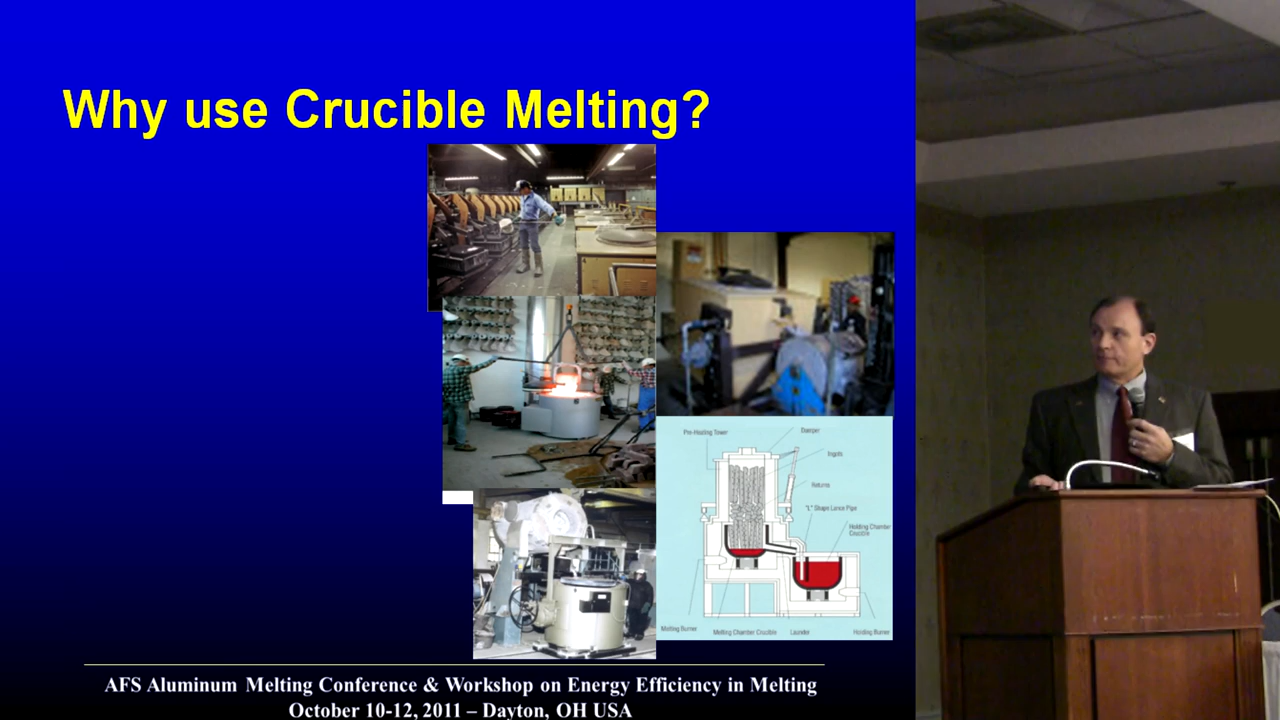 Why use Crucible Melting?
Pre-Heating Tower
Damper
Ingots
Returns
"L" Shape Lance Pipe
Holding Chamber
Crucible
Melting Burner
Melting Chamber Crucible
Launder
Holding Burner
AFS Aluminum Melting Conference & Workshop on Energy Efficiency in Melting
October 10-12, 2011 – Dayton, OH USA